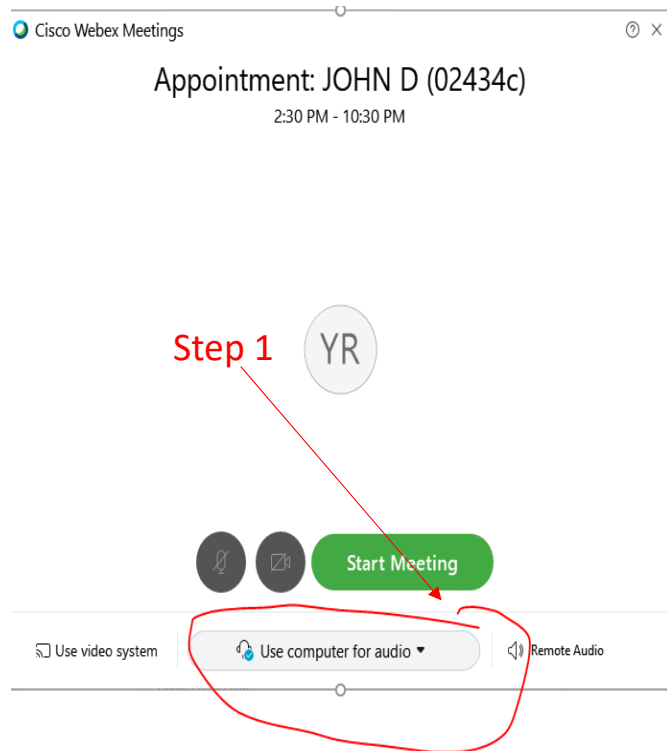 Cisco Webex Meetings
Appointment: JOHN D (02434c)
2:30 PM - 10:30 PM
Step 1
YR
Start Meeting
Use video system
Use computer for audio
Remote Audio